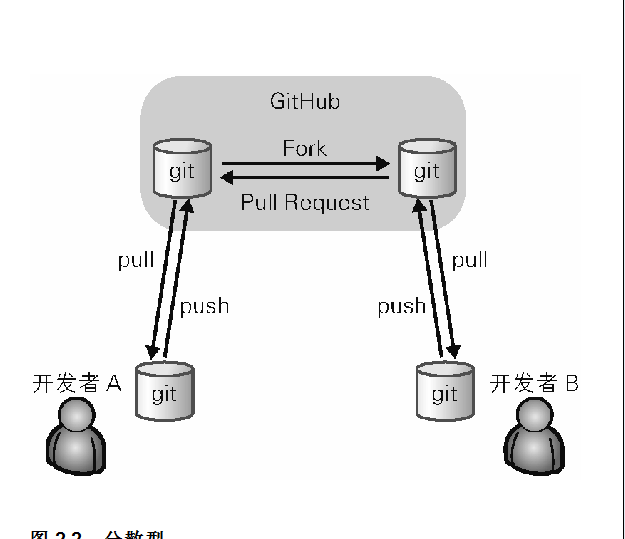 GitHub
git
Fork
git
Pull Request
pull
pull
push
push
开发者 A
git
git
开发者 B
图 2.2 分散型